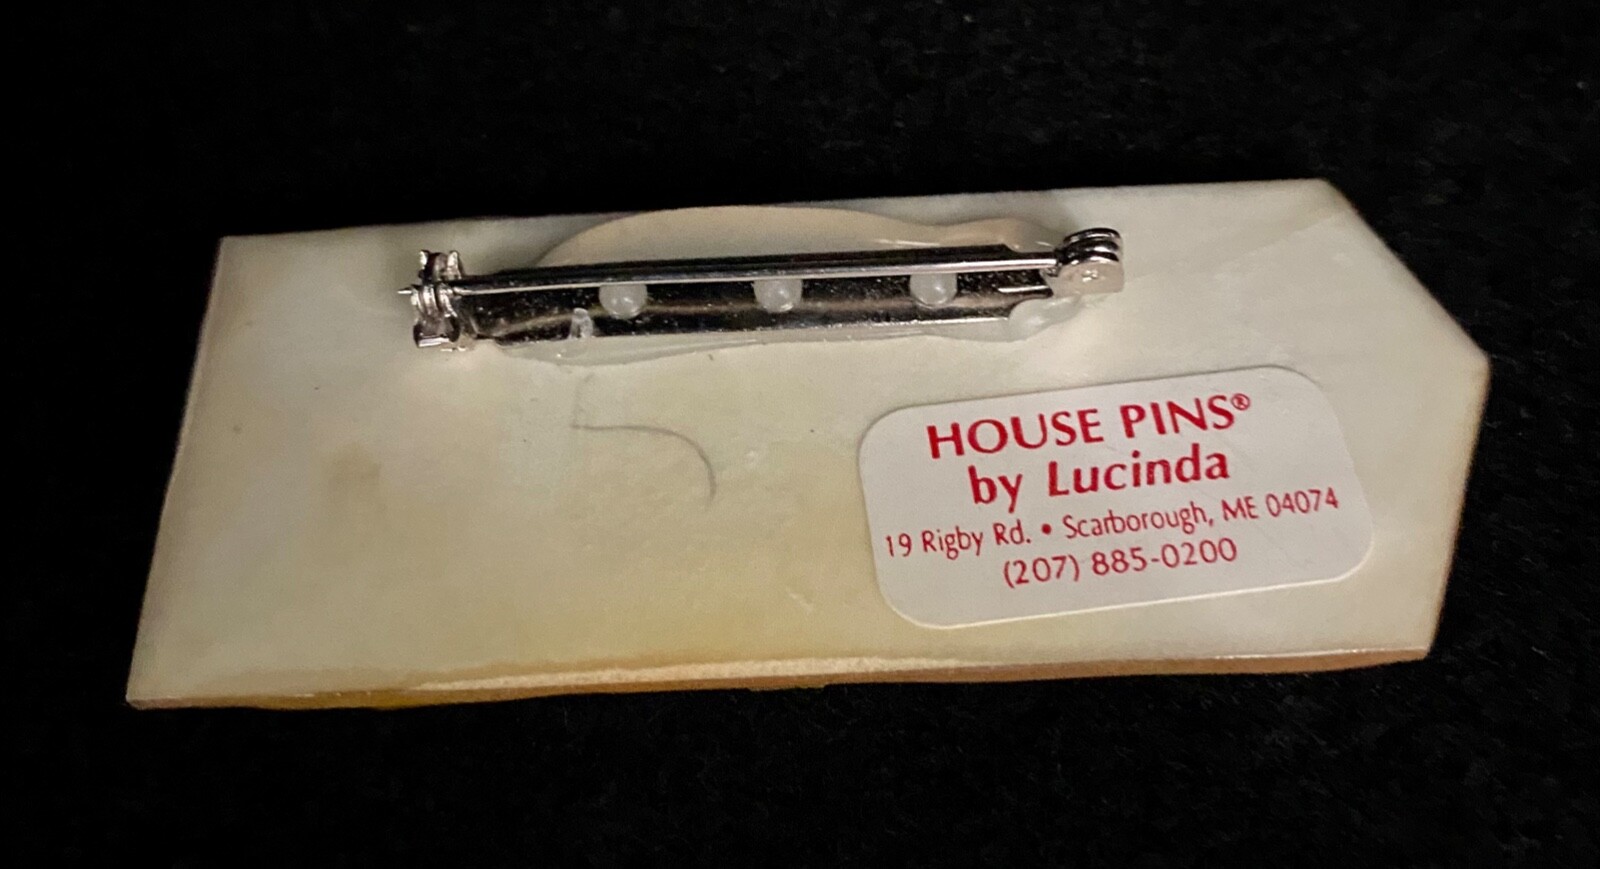 HOUSE PINS®
by Lucinda
19 Rigby Rd. • Scarborough, ME 04074
(207) 885-0200